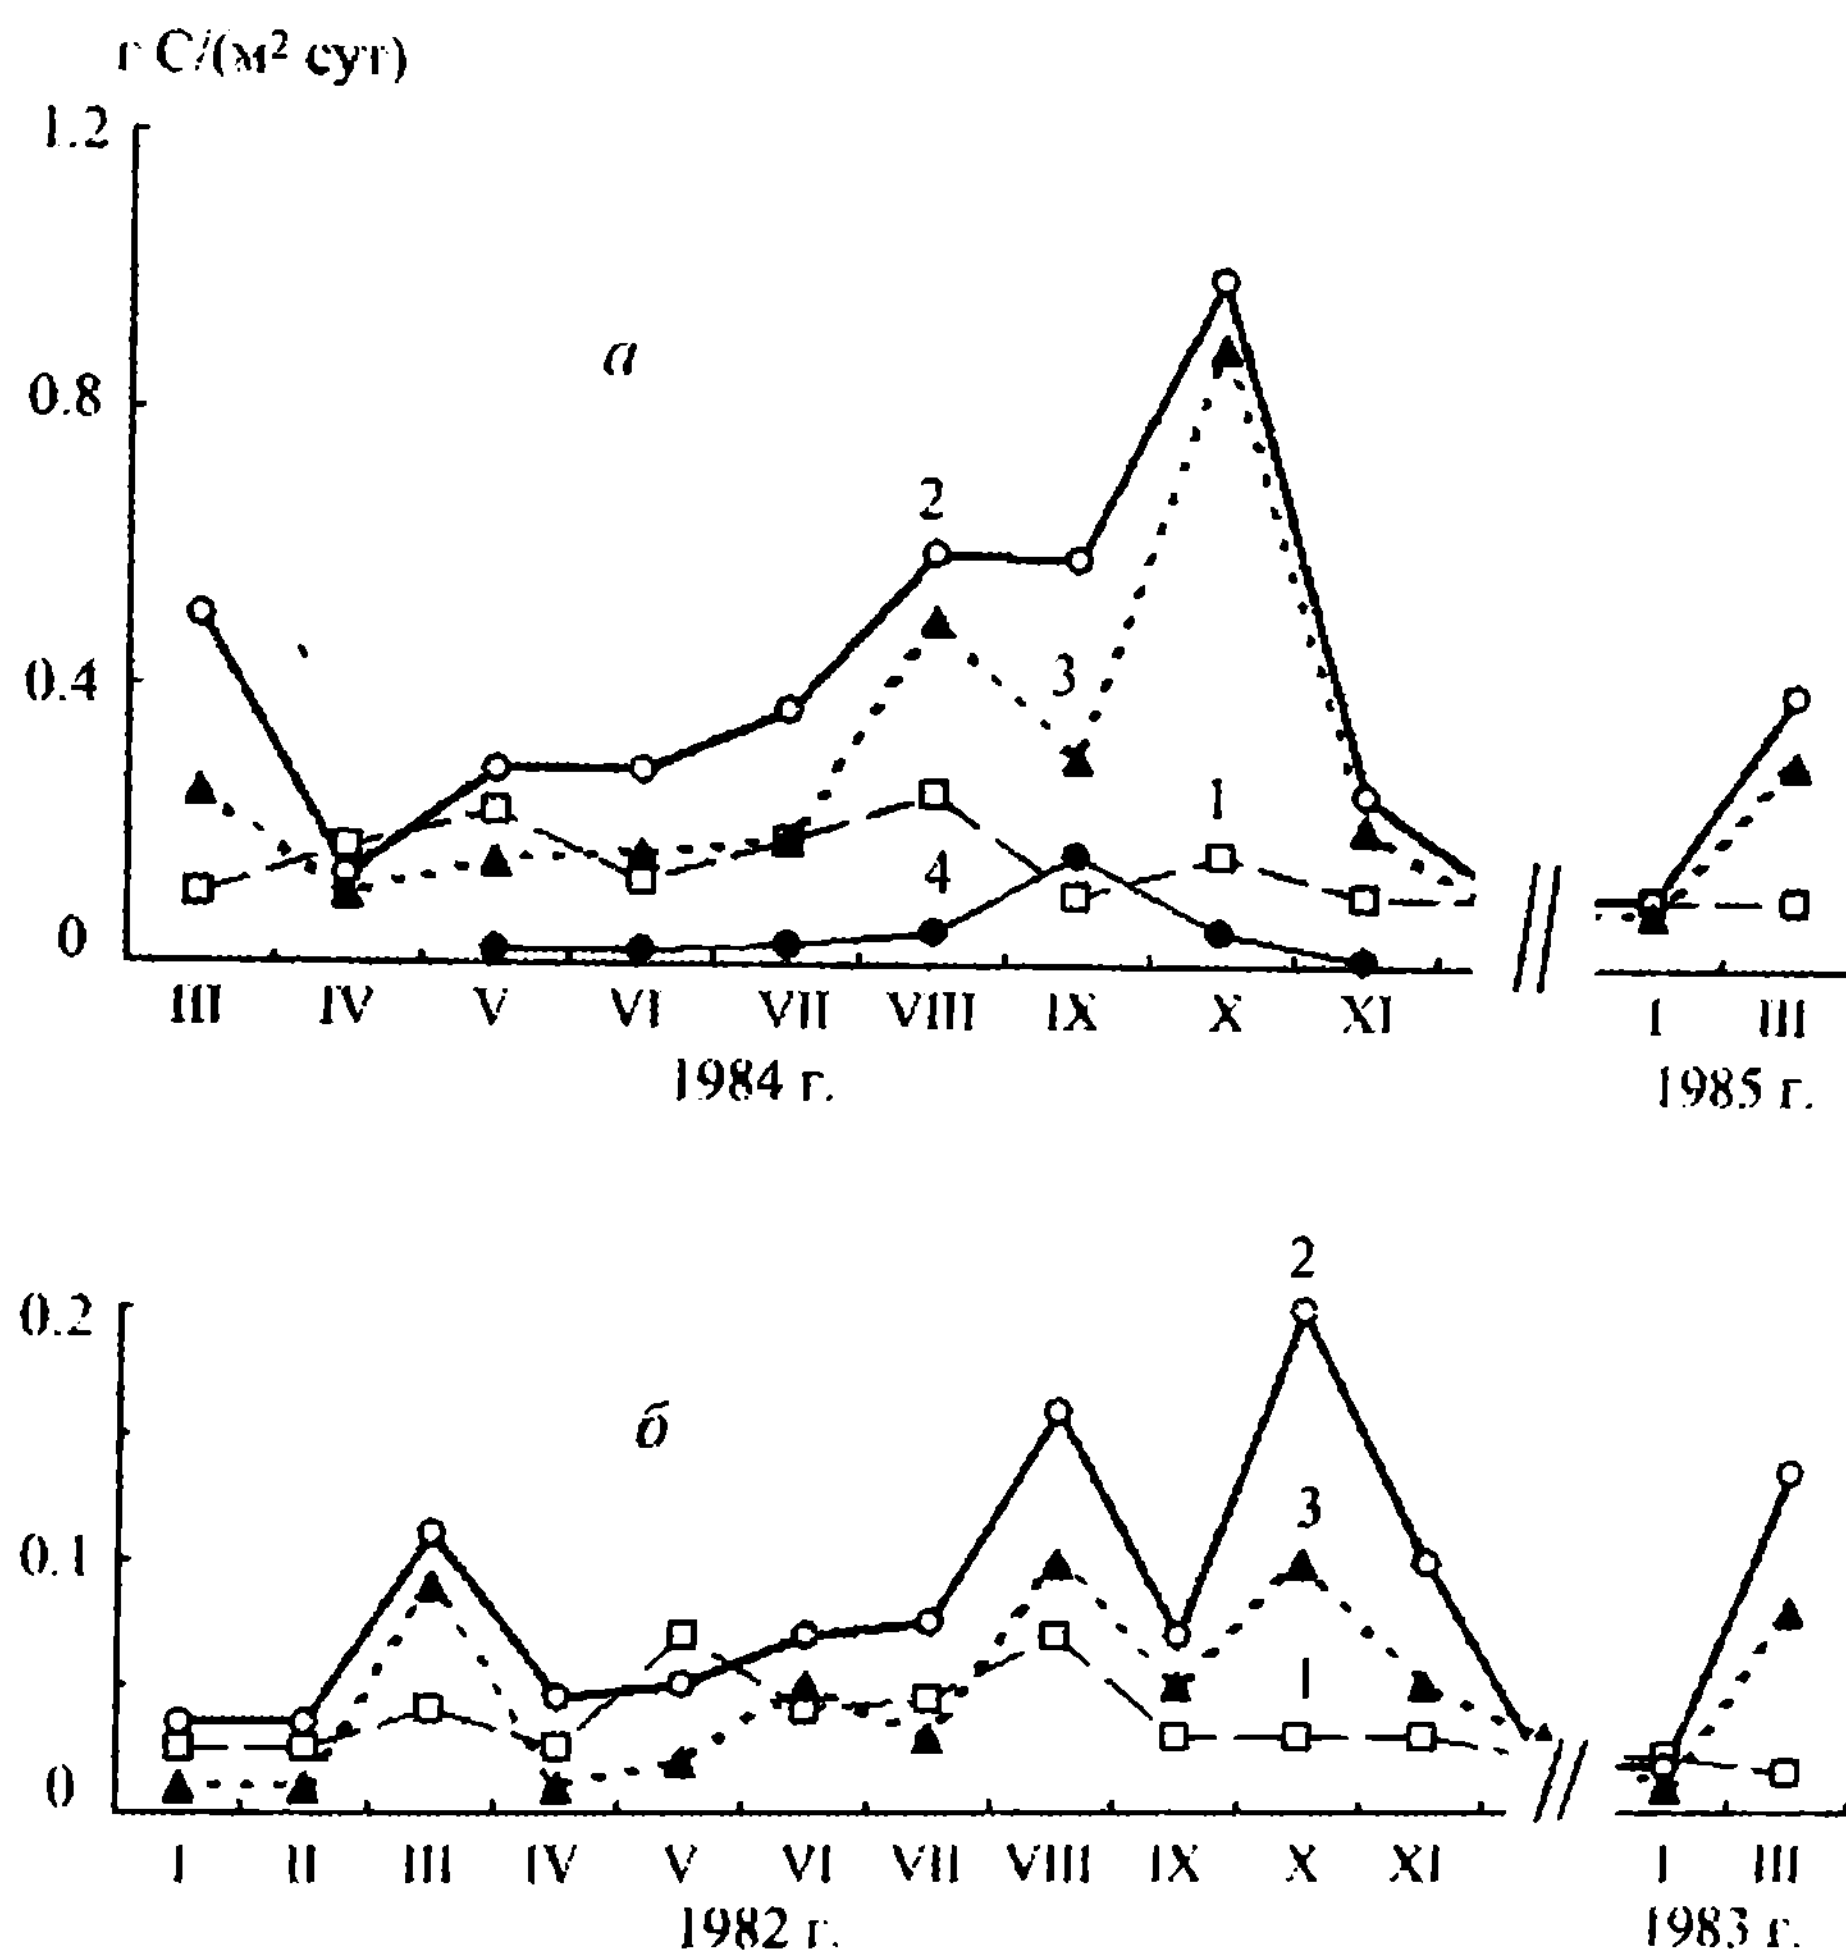 г С/(м² сут)
1.2
а
0.8
2
0.4
3
1
4
0
III IV V VI VII VIII IX X XI I III
1984 г. 1985 г.
2
0.2
б
3
0.1
1
0
I II III IV V VI VII VIII IX X XI I III
1982 г. 1983 г.